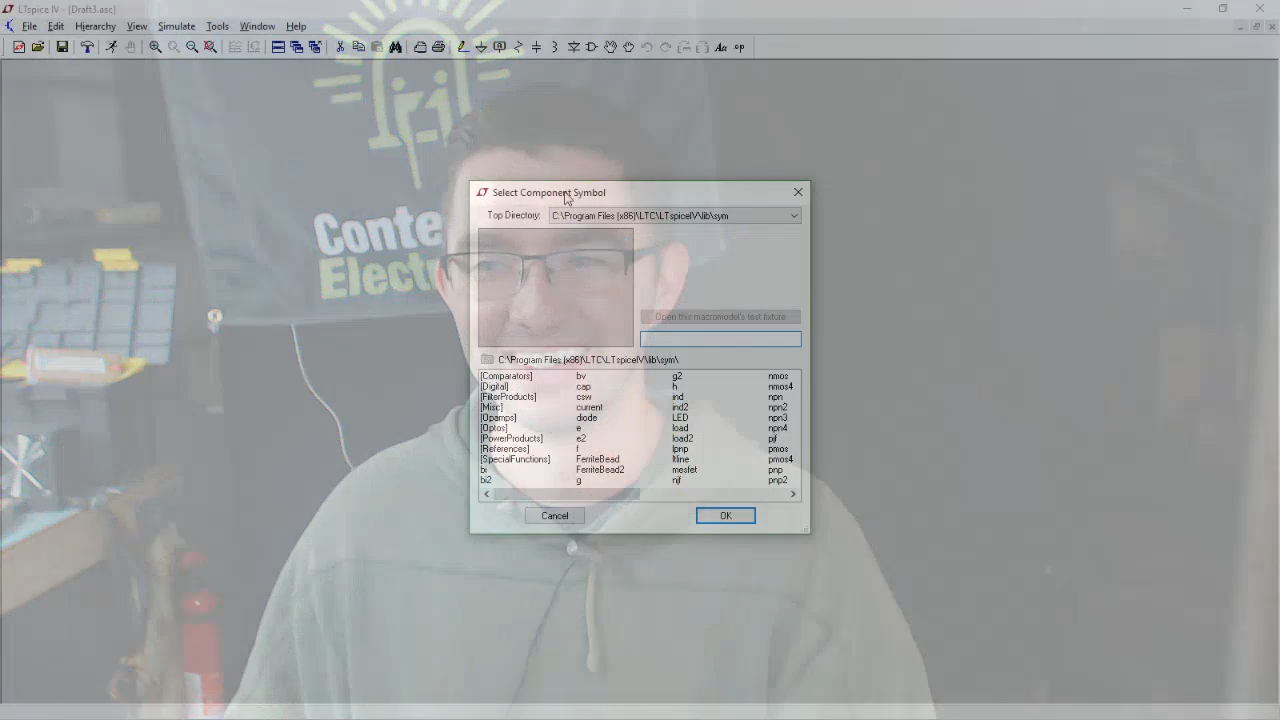 LTspice IV - [Draft3.asc]
File Edit Hierarchy View Simulate Tools Window Help
Aa .op
Conte
Electr
Select Component Symbol
Top Directory: C:\Program Files (x86)\LTC\LTspiceIV\lib\sym
Open this macromodel's test fixture
C:\Program Files (x86)\LTC\LTspiceIV\lib\sym\
[Comparators] bv g2 nmos
[Digital] cap h nmos4
[FilterProducts] csw ind npn
[Misc] current ind2 npn2
[Opamps] diode LED npn3
[Optos] e load npn4
[PowerProducts] e2 load2 pjf
[References] f lpnp pmos
[SpecialFunctions] FerriteBead ltline pmos4
bi FerriteBead2 mesfet pnp
bi2 g njf pnp2
Cancel OK